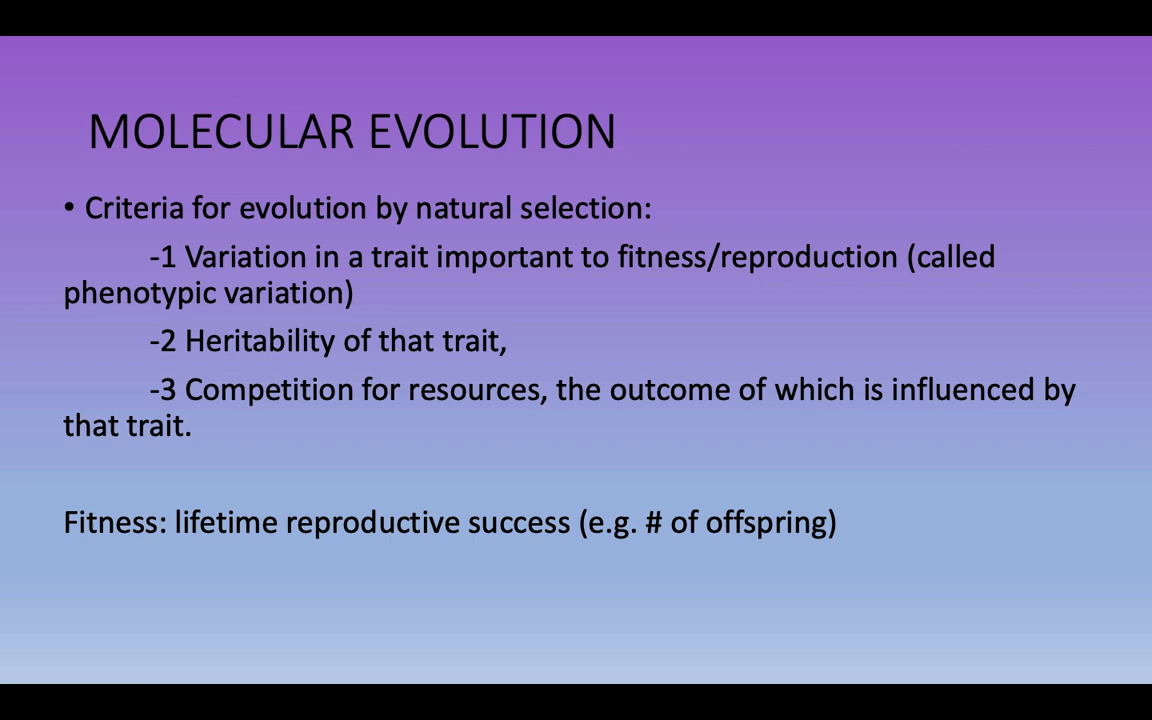 MOLECULAR EVOLUTION
• Criteria for evolution by natural selection:
-1 Variation in a trait important to fitness/reproduction (called
phenotypic variation)
-2 Heritability of that trait,
-3 Competition for resources, the outcome of which is influenced by
that trait.
Fitness: lifetime reproductive success (e.g. # of offspring)